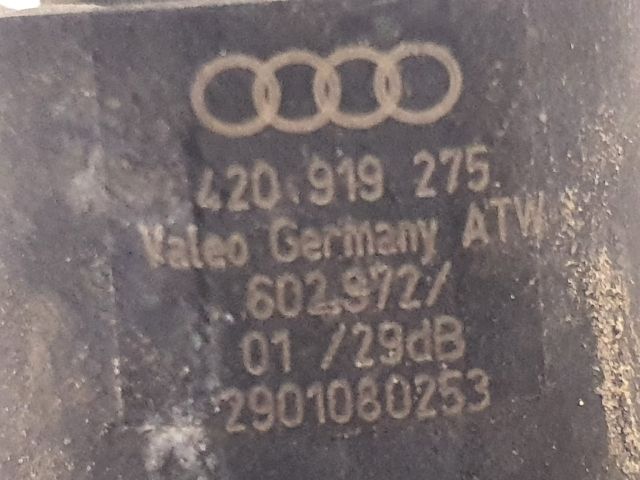 420.919 275.
Valeo Germany ATW
602.972/
01 /29dB
2901080253